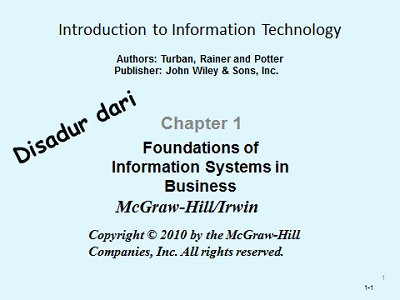 Introduction to Information Technology
Authors: Turban, Rainer and Potter
Publisher: John Wiley & Sons, Inc.
Disadur dari
Chapter 1
Foundations of
Information Systems in
Business
McGraw-Hill/Irwin
Copyright © 2010 by the McGraw-Hill
Companies, Inc. All rights reserved.
1
1-1